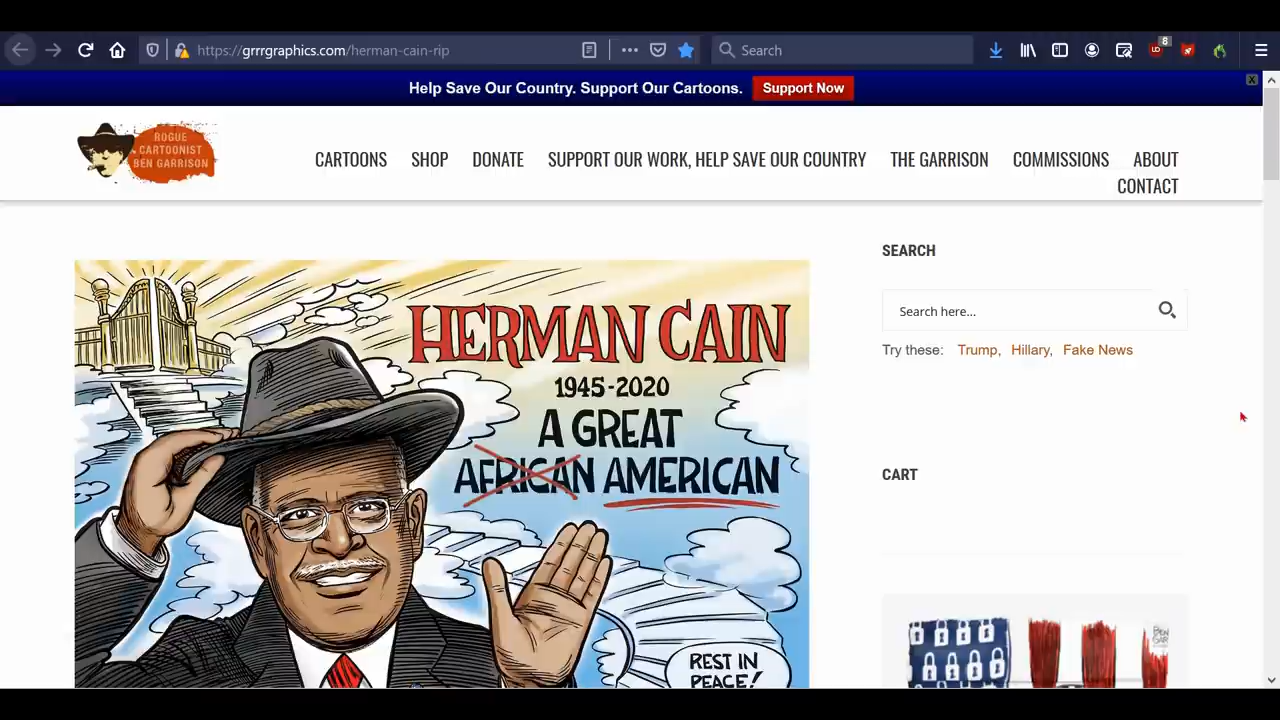 https://grrrgraphics.com/herman-cain-rip
Search
8
Help Save Our Country. Support Our Cartoons. Support Now
X
ROGUE
CARTOONIST
BEN GARRISON
CARTOONS SHOP DONATE SUPPORT OUR WORK, HELP SAVE OUR COUNTRY THE GARRISON COMMISSIONS ABOUT
CONTACT
HERMAN CAIN
1945-2020
A GREAT
AFRICAN AMERICAN
REST IN
PEACE!
SEARCH
Search here...
Try these: Trump, Hillary, Fake News
CART